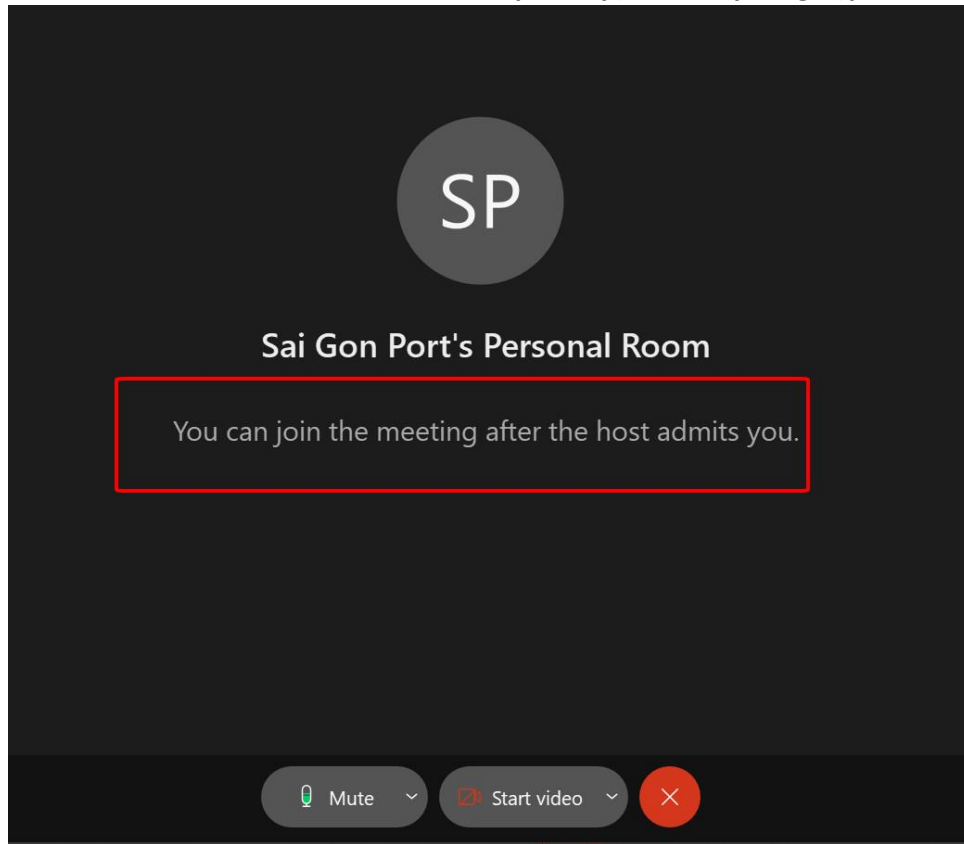 SP
Sai Gon Port's Personal Room
You can join the meeting after the host admits you.
Mute
Start video